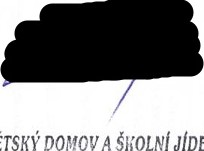 ĚTSKÝ DOMOV A ŠKOLNÍ JÍDE